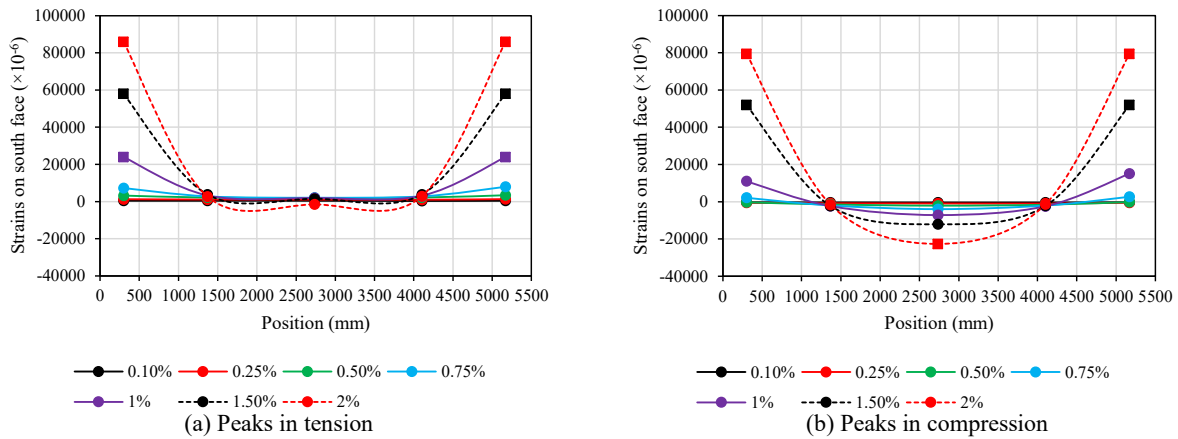 Strains on south face (×10⁻⁶)
100000
80000
60000
40000
20000
0
-20000
-40000
0 500 1000 1500 2000 2500 3000 3500 4000 4500 5000 5500
Position (mm)
0.10% 0.25% 0.50% 0.75%
1% 1.50% 2%
(a) Peaks in tension
Strains on south face (×10⁻⁶)
100000
80000
60000
40000
20000
0
-20000
-40000
0 500 1000 1500 2000 2500 3000 3500 4000 4500 5000 5500
Position (mm)
0.10% 0.25% 0.50% 0.75%
1% 1.50% 2%
(b) Peaks in compression